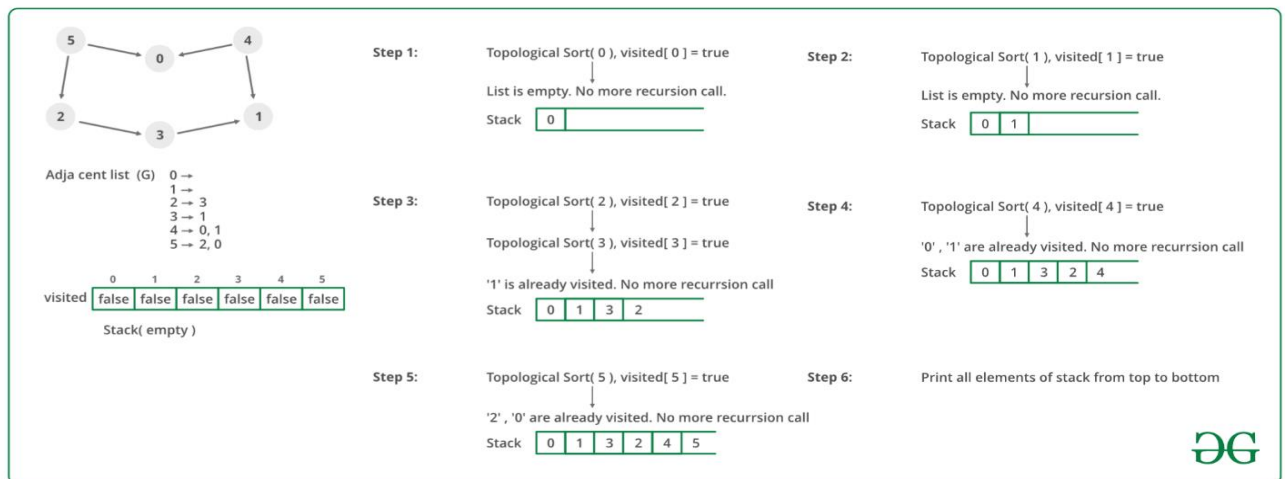 5
4
0
2
1
3
Adja cent list (G) 0 →
1 →
2 → 3
3 → 1
4 → 0, 1
5 → 2, 0
0 1 2 3 4 5
visited false false false false false false
Stack( empty )
Step 1:
Topological Sort( 0 ), visited[ 0 ] = true
List is empty. No more recursion call.
Stack 0
Step 2:
Topological Sort( 1 ), visited[ 1 ] = true
List is empty. No more recursion call.
Stack 0 1
Step 3:
Topological Sort( 2 ), visited[ 2 ] = true
Topological Sort( 3 ), visited[ 3 ] = true
'1' is already visited. No more recurrsion call
Stack 0 1 3 2
Step 4:
Topological Sort( 4 ), visited[ 4 ] = true
'0' , '1' are already visited. No more recurrsion call
Stack 0 1 3 2 4
Step 5:
Topological Sort( 5 ), visited[ 5 ] = true
'2' , '0' are already visited. No more recurrsion call
Stack 0 1 3 2 4 5
Step 6:
Print all elements of stack from top to bottom